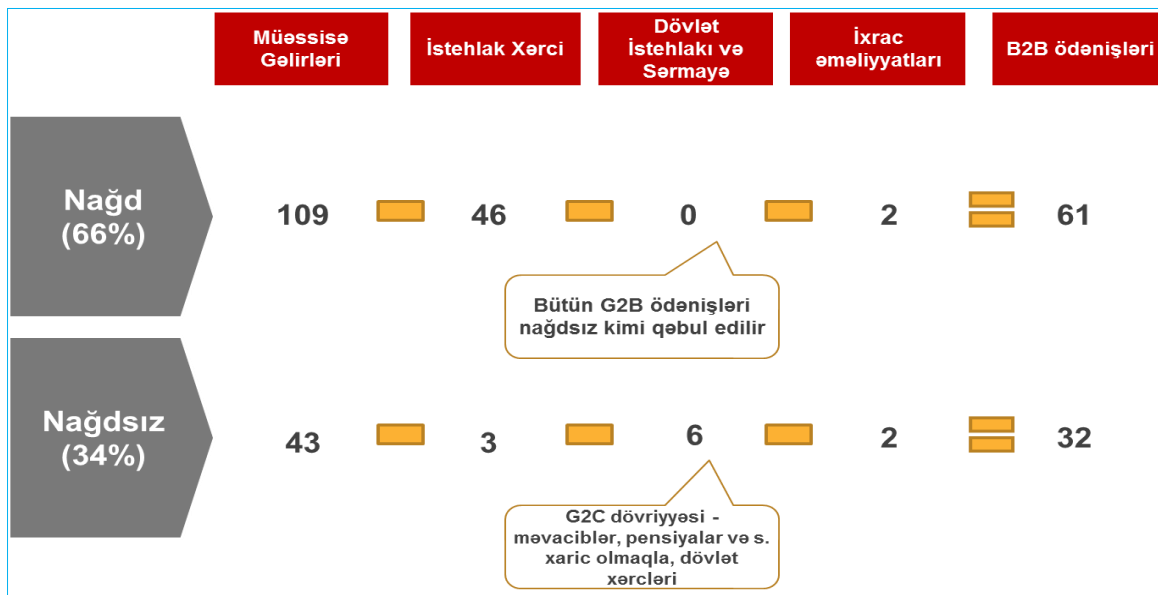 Müəssisə
Gəlirləri
İstehlak Xərci
Dövlət
İstehlakı və
Sərmayə
İxrac
əməliyyatları
B2B ödənişləri
Nağd
(66%)
109
46
0
2
61
Bütün G2B ödənişləri
nağdsız kimi qəbul edilir
Nağdsız
(34%)
43
3
6
2
32
G2C dövriyyəsi -
məvaciblər, pensiyalar və s.
xaric olmaqla, dövlət
xərcləri